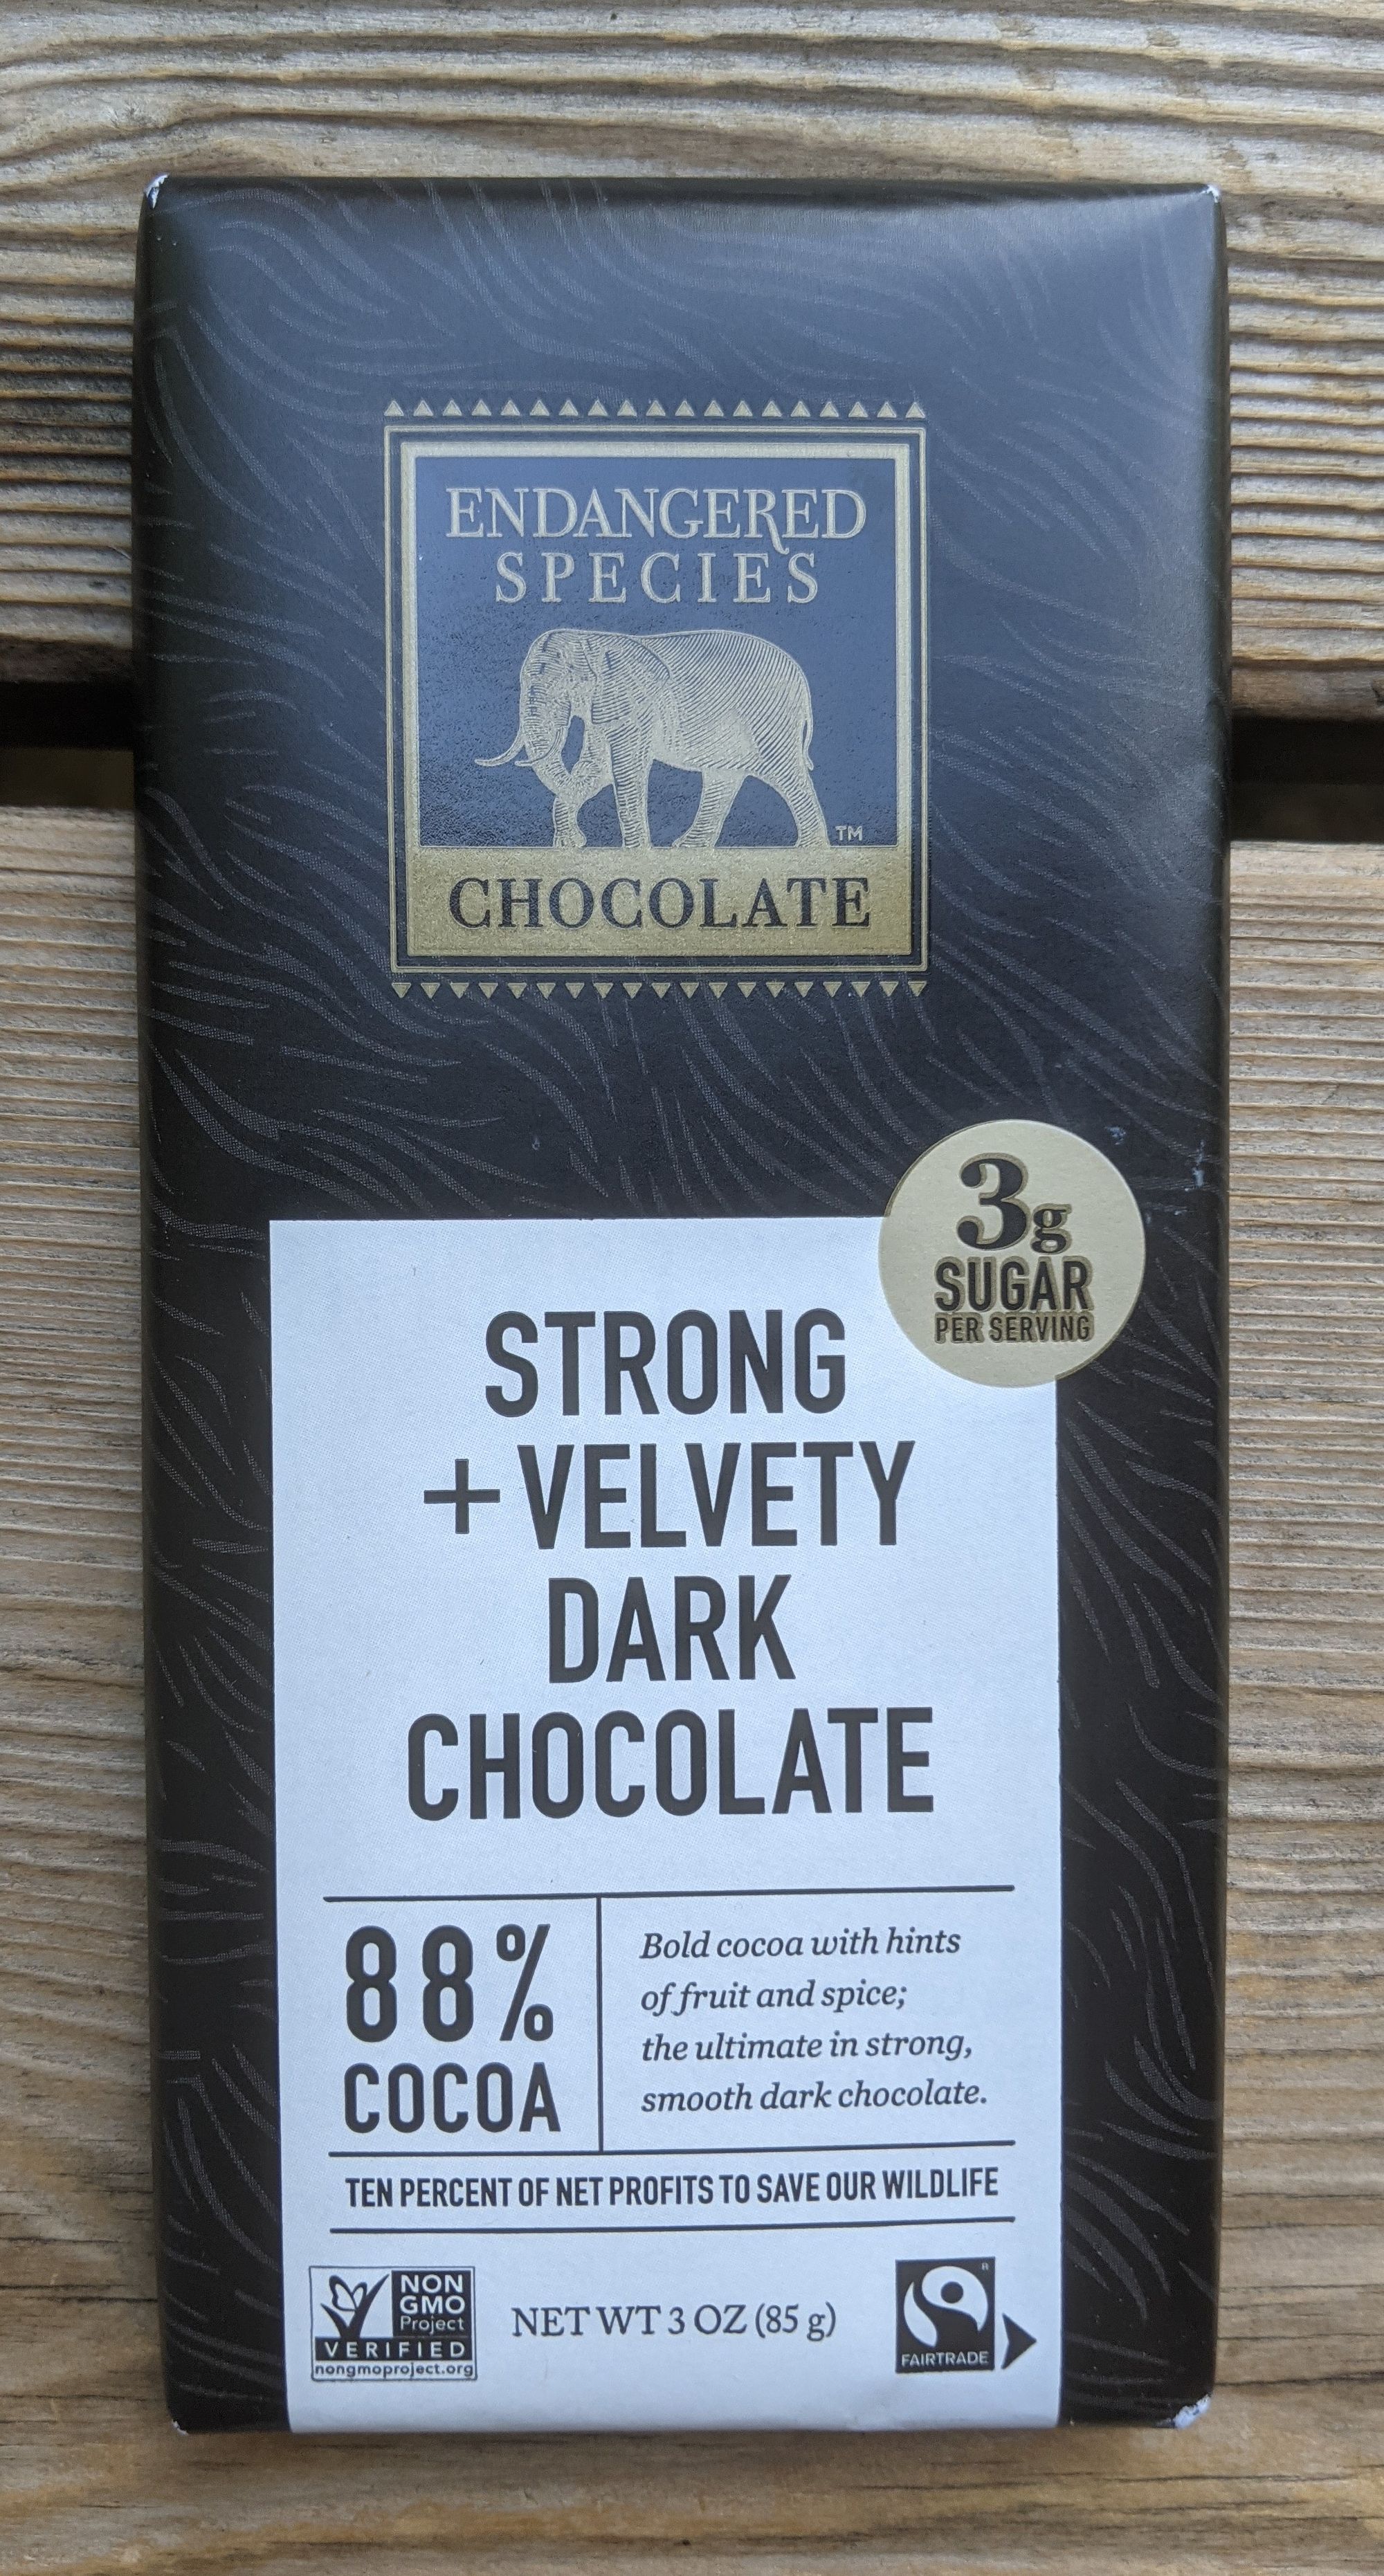 ENDANGERED
SPECIES
TM
CHOCOLATE
3g
SUGAR
PER SERVING
STRONG
+ VELVETY
DARK
CHOCOLATE
88%
COCOA
Bold cocoa with hints
of fruit and spice;
the ultimate in strong,
smooth dark chocolate.
TEN PERCENT OF NET PROFITS TO SAVE OUR WILDLIFE
NON
GMO
Project
VERIFIED
nongmoproject.org
NET WT 3 OZ (85 g)
®
FAIRTRADE